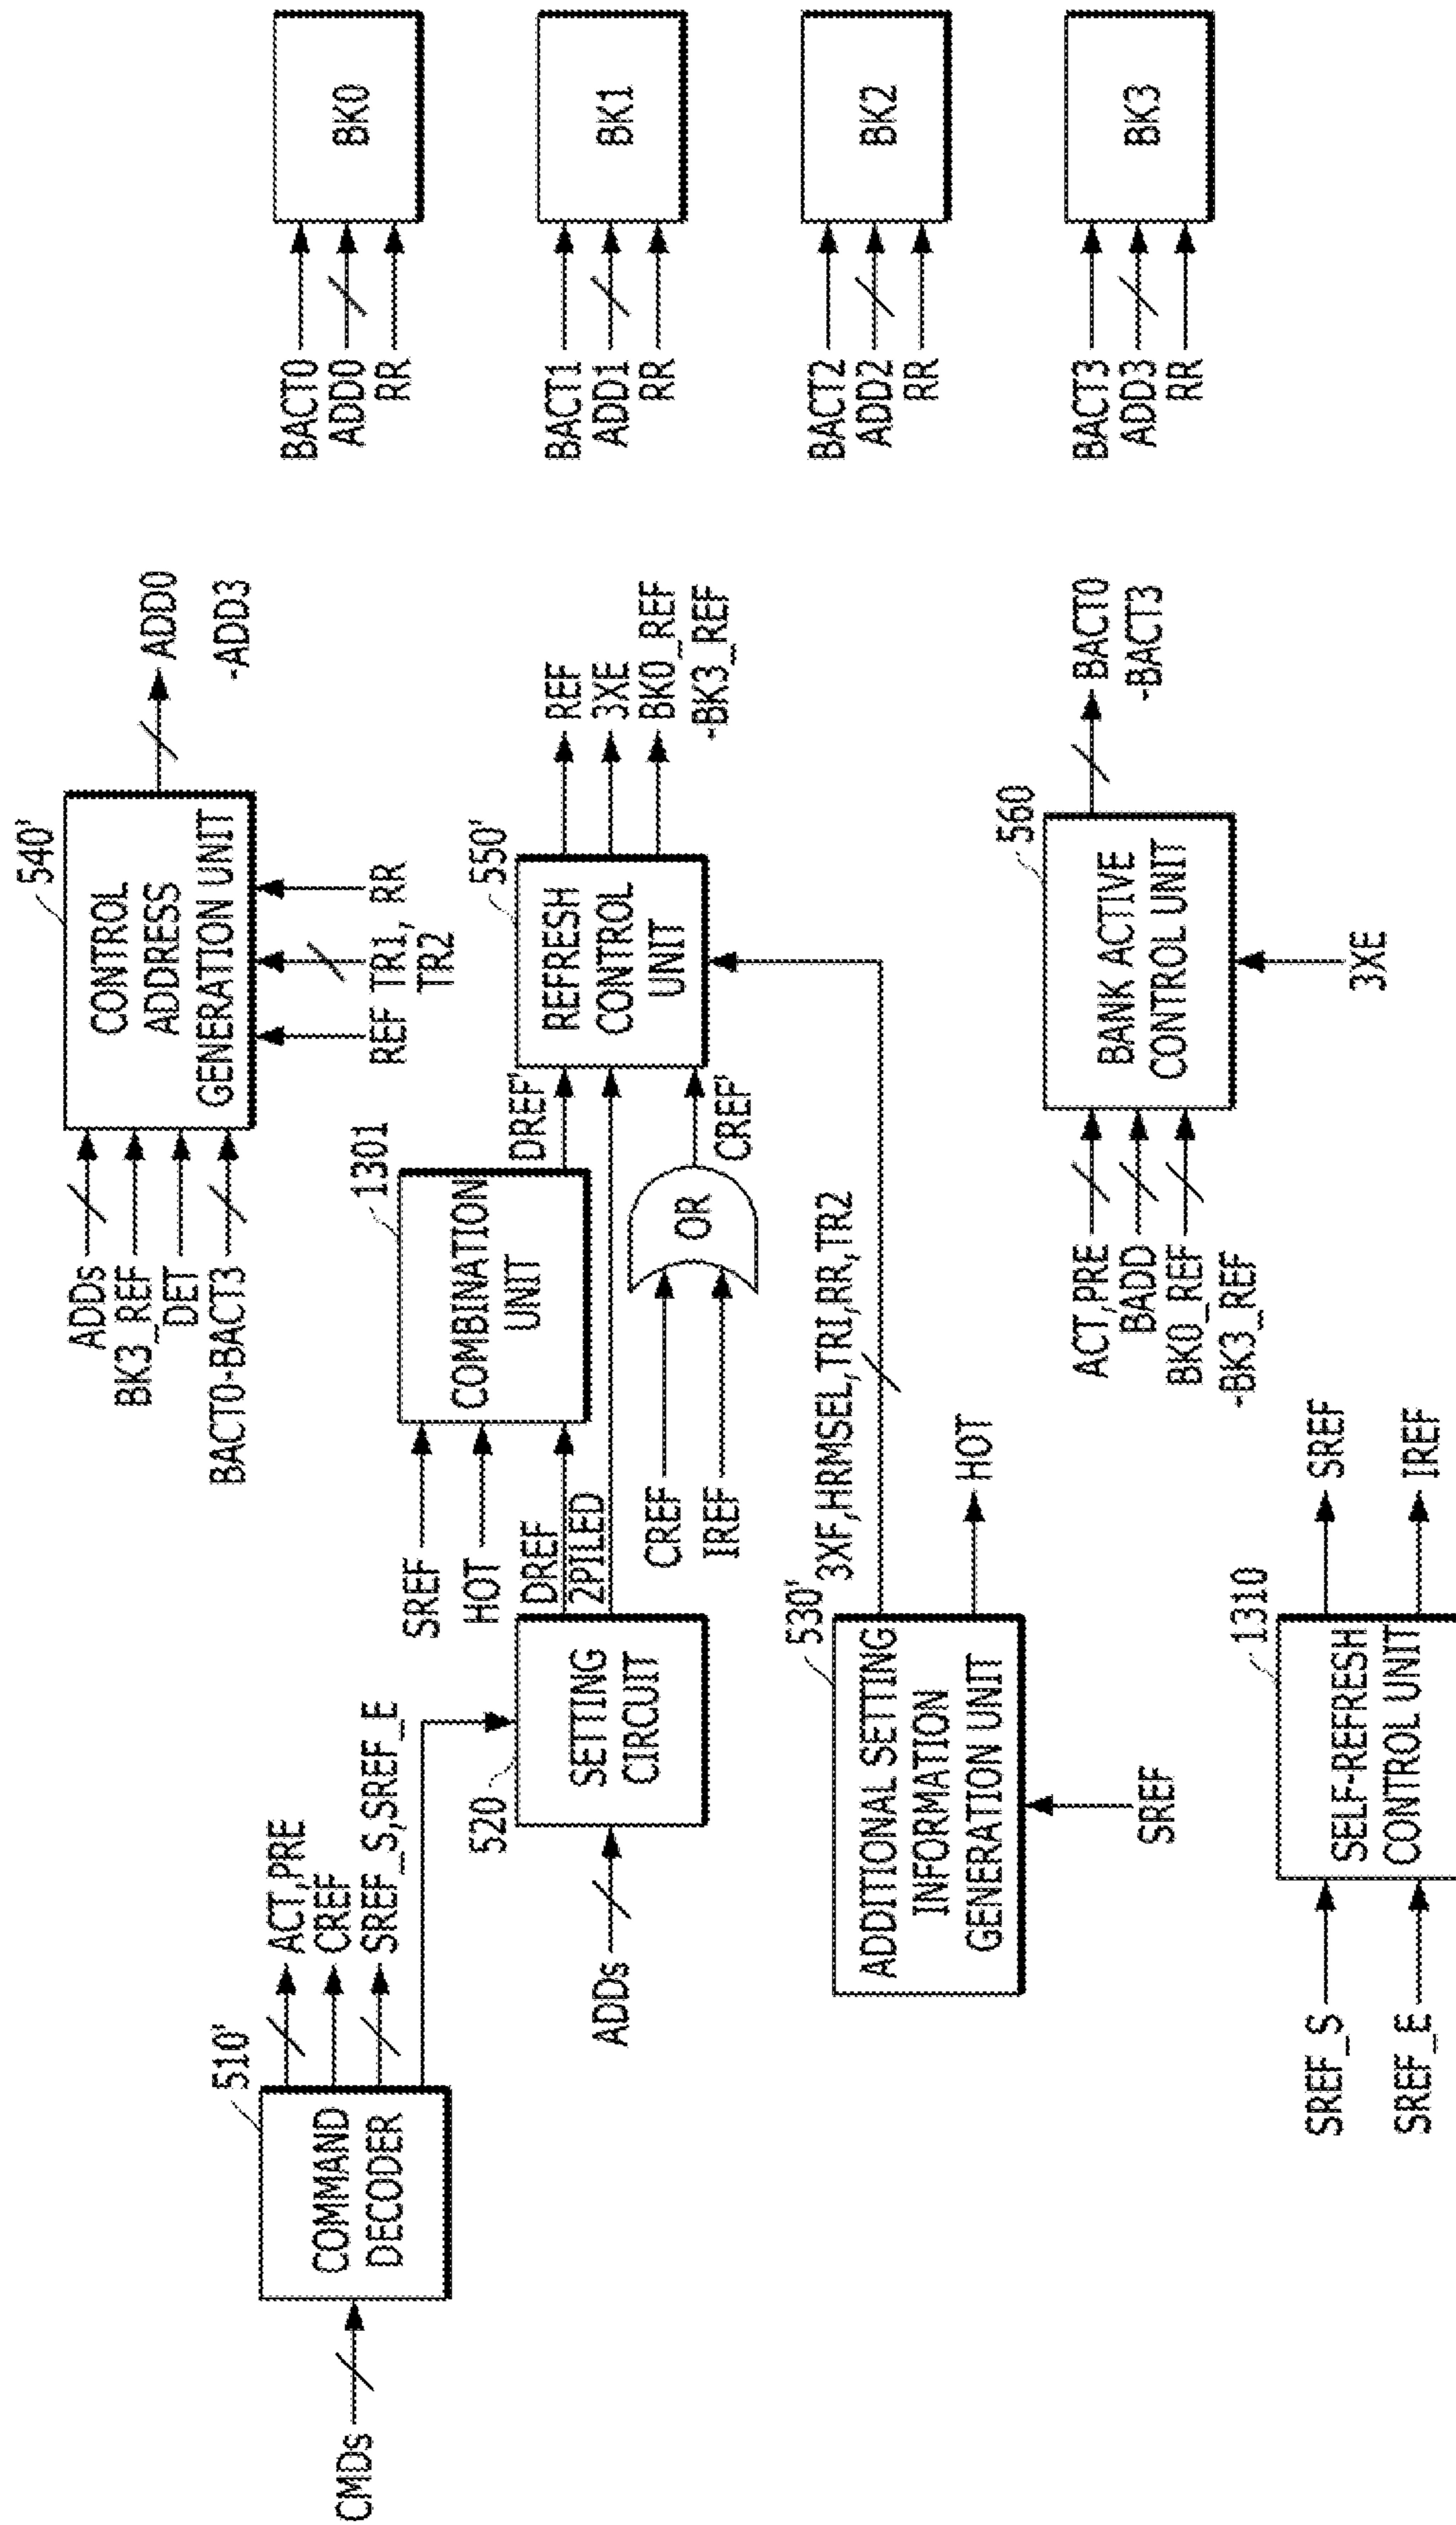 CMDs
510'
COMMAND
DECODER
ACT,PRE
CREF
SREF_S,SREF_E
ADDs
520
SETTING
CIRCUIT
DREF
2PILED
SREF
HOT
1301
COMBINATION
UNIT
DREF'
CREF
IREF
OR
CREF'
550'
REFRESH
CONTROL
UNIT
REF
3XE
BK0_REF
-BK3_REF
530'
ADDITIONAL SETTING
INFORMATION
GENERATION UNIT
SREF
3XF,HRMSEL,TRI,RR,TR2
HOT
SREF_S
SREF_E
1310
SELF-REFRESH
CONTROL UNIT
SREF
IREF
ADDs
BK3_REF
DET
BACT0-BACT3
540'
CONTROL
ADDRESS
GENERATION UNIT
REF TR1, RR
TR2
ADD0
-ADD3
ACT,PRE
BADD
BK0_REF
-BK3_REF
560
BANK ACTIVE
CONTROL UNIT
3XE
BACT0
-BACT3
BACT0
ADD0
RR
BK0
BACT1
ADD1
RR
BK1
BACT2
ADD2
RR
BK2
BACT3
ADD3
RR
BK3